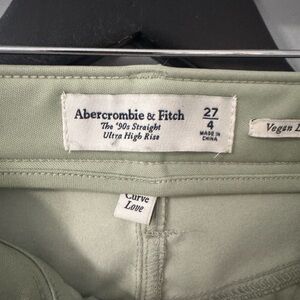 Abercrombie & Fitch
The '90s Straight
Ultra High Rise
27
4
MADE IN
CHINA
Vegan
Curve
Love